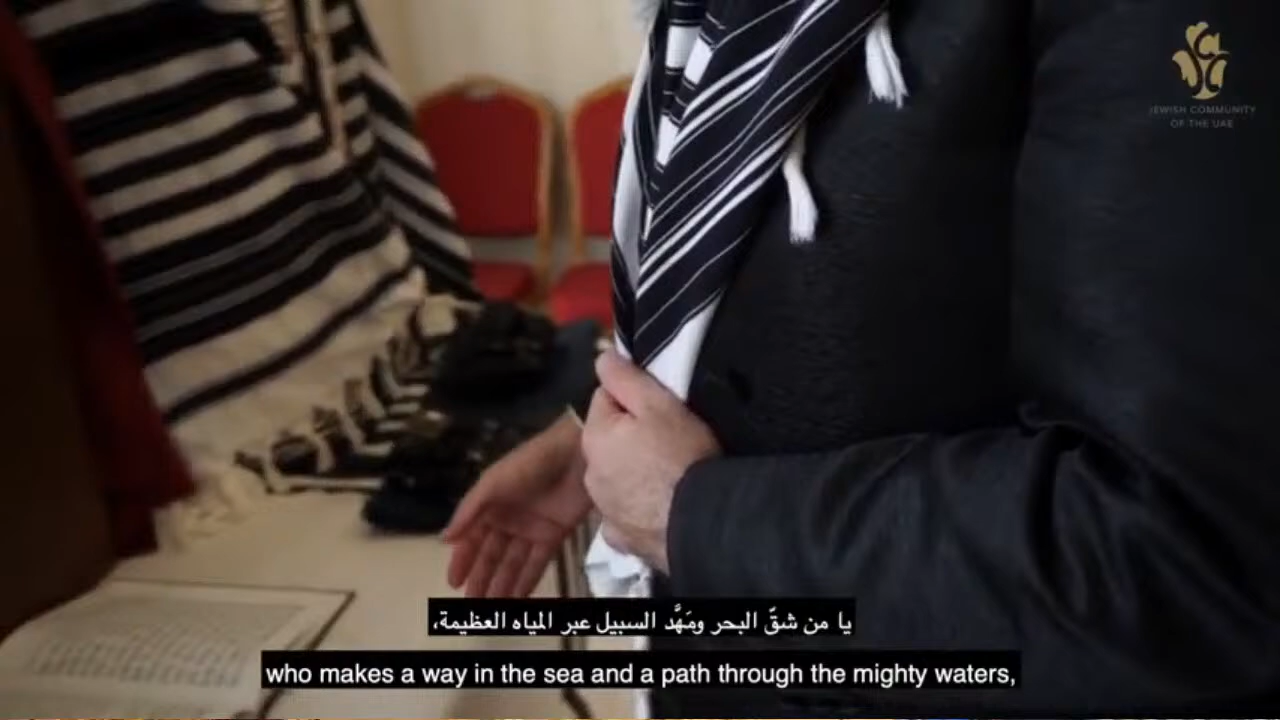 JEWISH COMMUNITY
OF THE UAE
يا من شقّ البحر ومَهَّد السبيل عبر المياه العظيمة،
who makes a way in the sea and a path through the mighty waters,